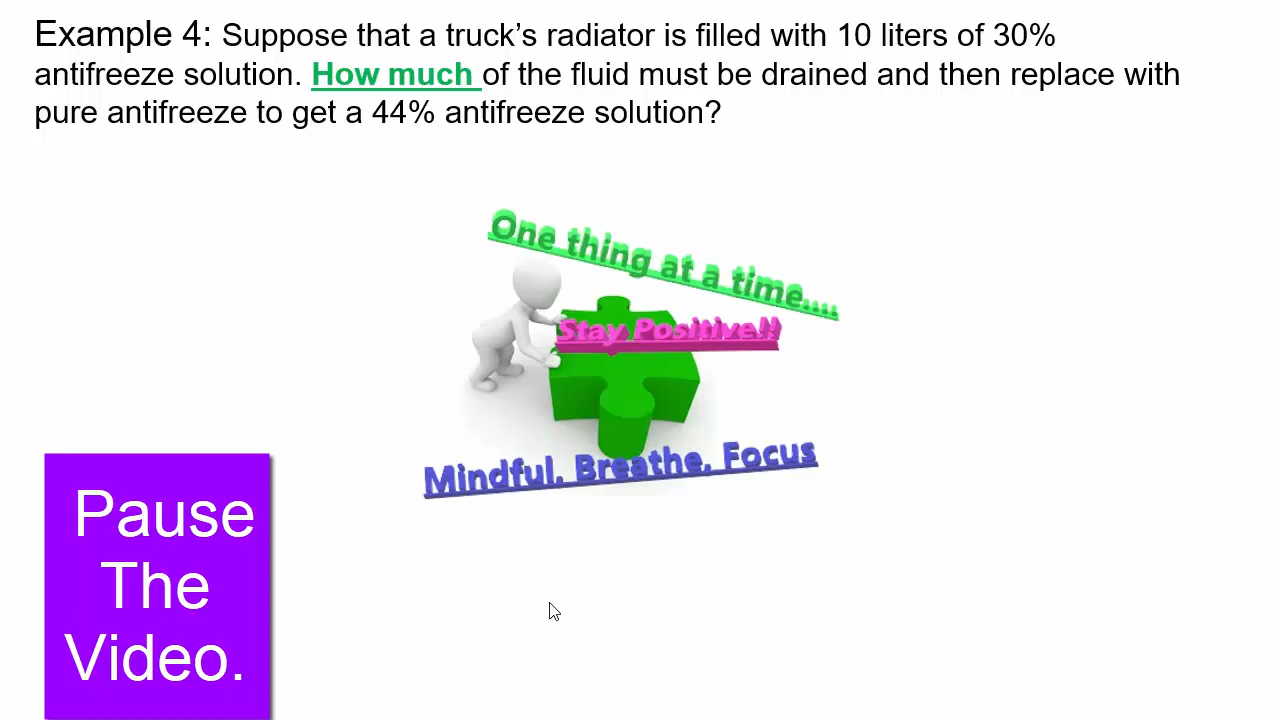 Example 4: Suppose that a truck’s radiator is filled with 10 liters of 30%
antifreeze solution. How much of the fluid must be drained and then replace with
pure antifreeze to get a 44% antifreeze solution?
One thing at a time....
Stay Positive!!
Mindful, Breathe, Focus
Pause
The
Video.